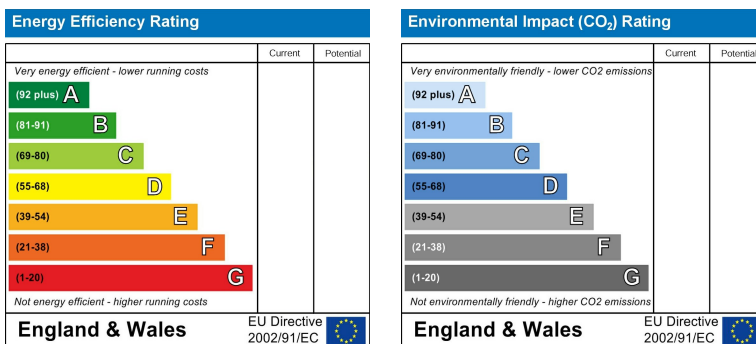 Energy Efficiency Rating
Current Potential
Very energy efficient - lower running costs
(92 plus) A
(81-91) B
(69-80) C
(55-68) D
(39-54) E
(21-38) F
(1-20) G
Not energy efficient - higher running costs
England & Wales
EU Directive
2002/91/EC
Environmental Impact (CO₂) Rating
Current Potential
Very environmentally friendly - lower CO2 emissions
(92 plus) A
(81-91) B
(69-80) C
(55-68) D
(39-54) E
(21-38) F
(1-20) G
Not environmentally friendly - higher CO2 emissions
England & Wales
EU Directive
2002/91/EC